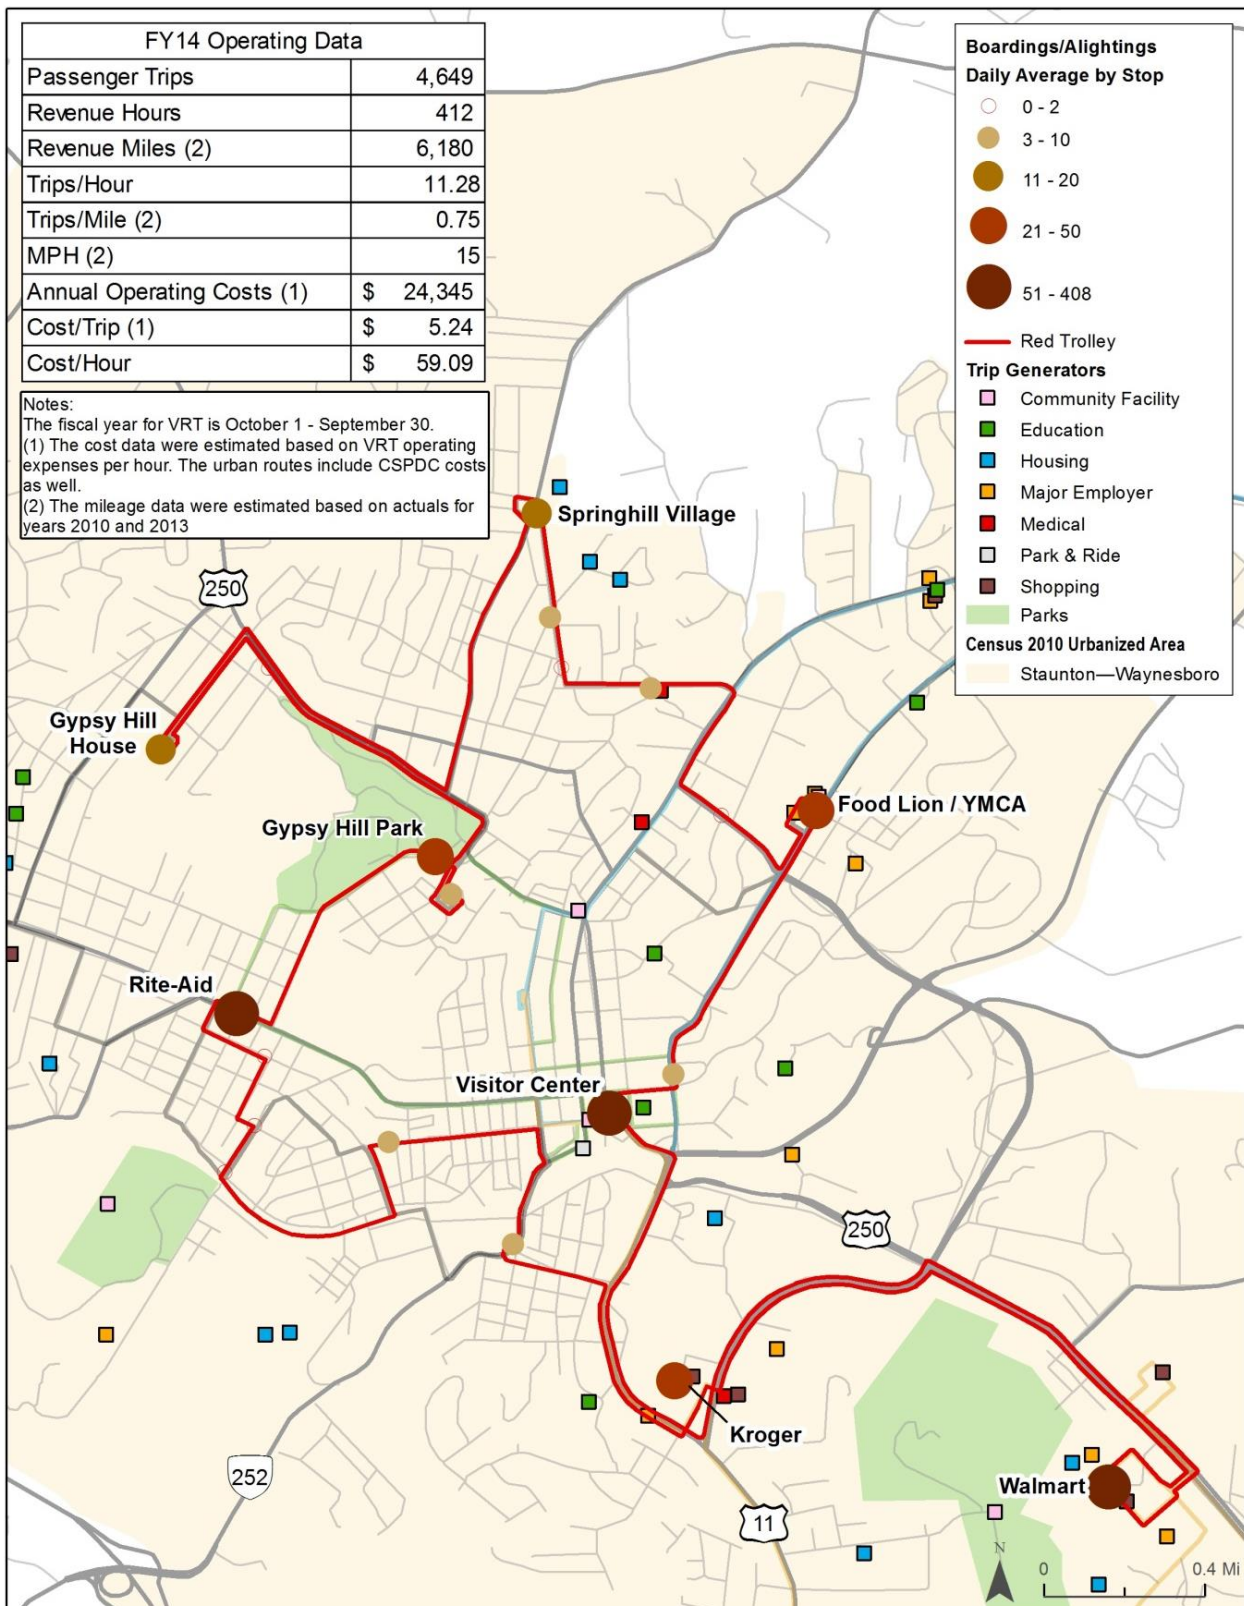 FY14 Operating Data
Passenger Trips 4,649
Revenue Hours 412
Revenue Miles (2) 6,180
Trips/Hour 11.28
Trips/Mile (2) 0.75
MPH (2) 15
Annual Operating Costs (1) $ 24,345
Cost/Trip (1) $ 5.24
Cost/Hour $ 59.09
Notes:
The fiscal year for VRT is October 1 - September 30.
(1) The cost data were estimated based on VRT operating
expenses per hour. The urban routes include CSPDC costs
as well.
(2) The mileage data were estimated based on actuals for
years 2010 and 2013
Boardings/Alightings
Daily Average by Stop
0 - 2
3 - 10
11 - 20
21 - 50
51 - 408
Red Trolley
Trip Generators
Community Facility
Education
Housing
Major Employer
Medical
Park & Ride
Shopping
Parks
Census 2010 Urbanized Area
Staunton—Waynesboro
Springhill Village
250
Gypsy Hill
House
Food Lion / YMCA
Gypsy Hill Park
Rite-Aid
Visitor Center
250
Kroger
252
Walmart
11
N
0 0.4 Mi